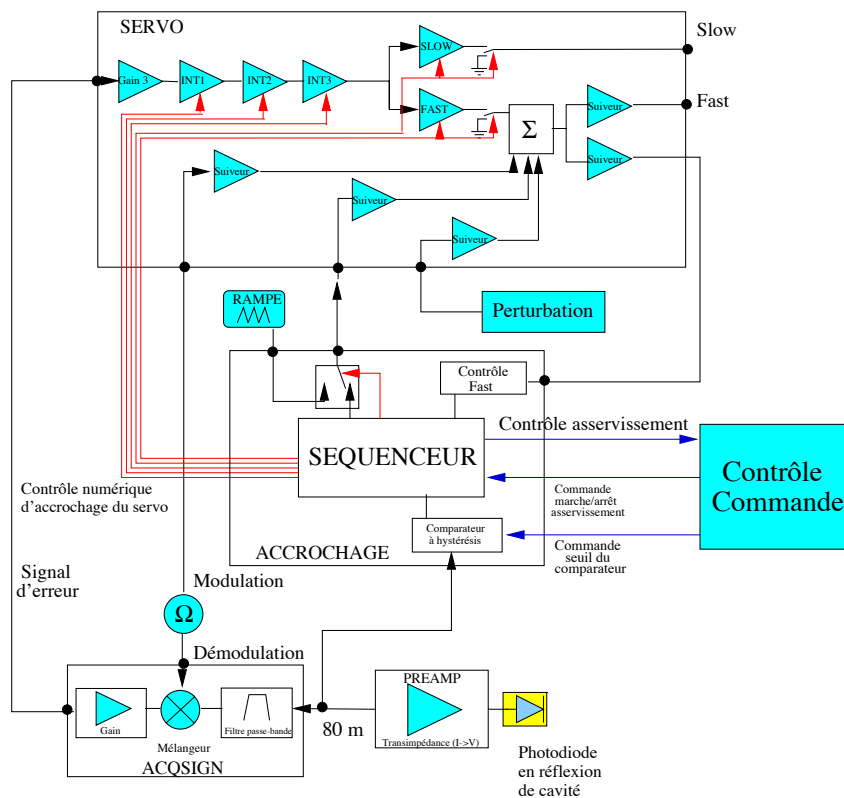 SERVO
Slow
SLOW
Gain 3
INT1
INT2
INT3
FAST
Fast
Σ
Suiveur
Suiveur
Suiveur
Suiveur
Suiveur
RAMPE
Perturbation
Contrôle
Fast
Contrôle asservissement
SEQUENCEUR
Contrôle
Commande
Contrôle numérique
d'accrochage du servo
Commande
marche/arrêt
asservissement
Comparateur
à hystérésis
ACCROCHAGE
Commande
seuil du
comparateur
Signal
d'erreur
Modulation
Ω
Démodulation
PREAMP
Gain
Mélangeur
Filtre passe-bande
80 m
Transimpédance (I->V)
ACQSIGN
Photodiode
en réflexion
de cavité